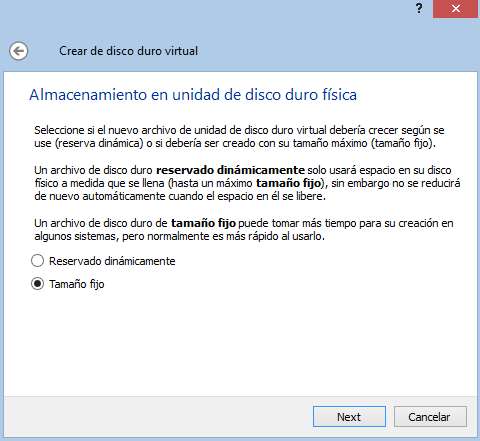 ?
Crear de disco duro virtual
Almacenamiento en unidad de disco duro física
Seleccione si el nuevo archivo de unidad de disco duro virtual debería crecer según se
use (reserva dinámica) o si debería ser creado con su tamaño máximo (tamaño fijo).
Un archivo de disco duro reservado dinámicamente solo usará espacio en su disco
físico a medida que se llena (hasta un máximo tamaño fijo), sin embargo no se reducirá
de nuevo automáticamente cuando el espacio en él se libere.
Un archivo de disco duro de tamaño fijo puede tomar más tiempo para su creación en
algunos sistemas, pero normalmente es más rápido al usarlo.
Reservado dinámicamente
Tamaño fijo
Next
Cancelar